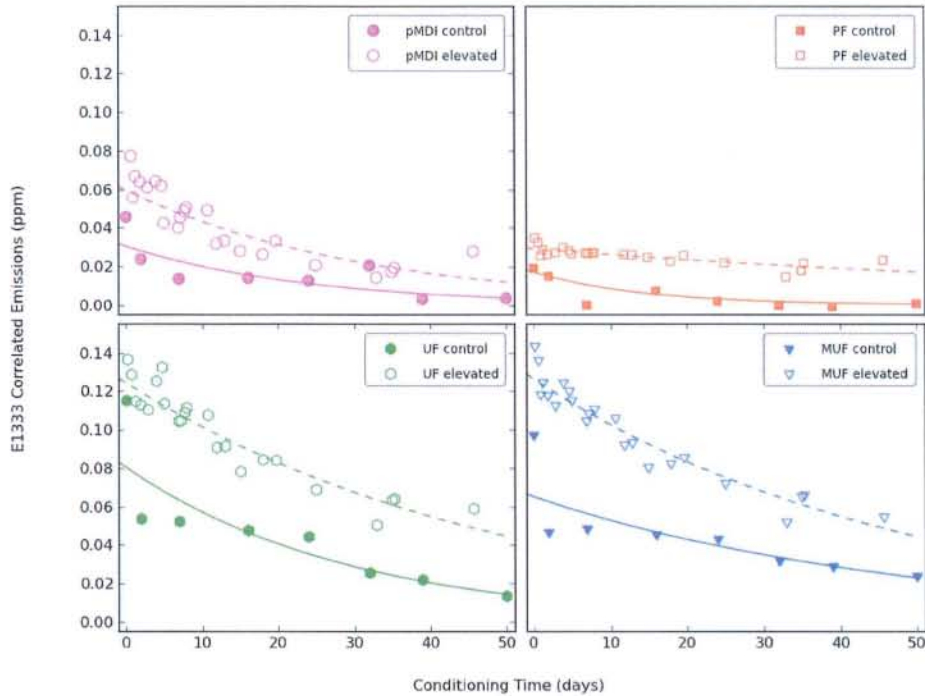 0.14
0.12
0.10
0.08
0.06
0.04
0.02
0.00
pMDI control
pMDI elevated
PF control
PF elevated
0.14
0.12
0.10
0.08
0.06
0.04
0.02
0.00
UF control
UF elevated
MUF control
MUF elevated
0 10 20 30 40 50
0 10 20 30 40 50
E1333 Correlated Emissions (ppm)
Conditioning Time (days)